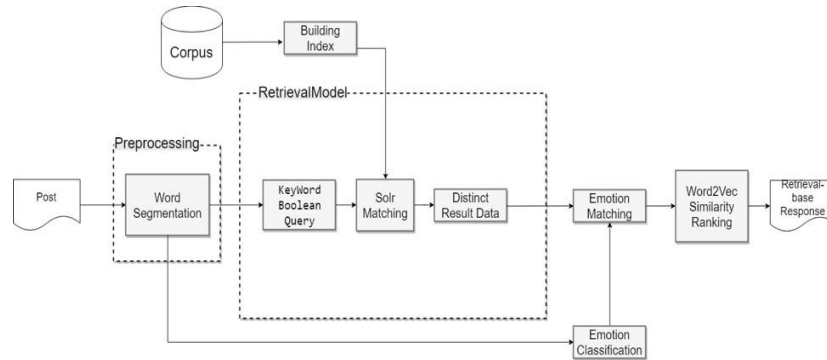 Corpus
Building
Index
RetrievalModel
Preprocessing
Post
Word
Segmentation
KeyWord
Boolean
Query
Solr
Matching
Distinct
Result Data
Emotion
Matching
Word2Vec
Similarity
Ranking
Retrieval-
base
Response
Emotion
Classification